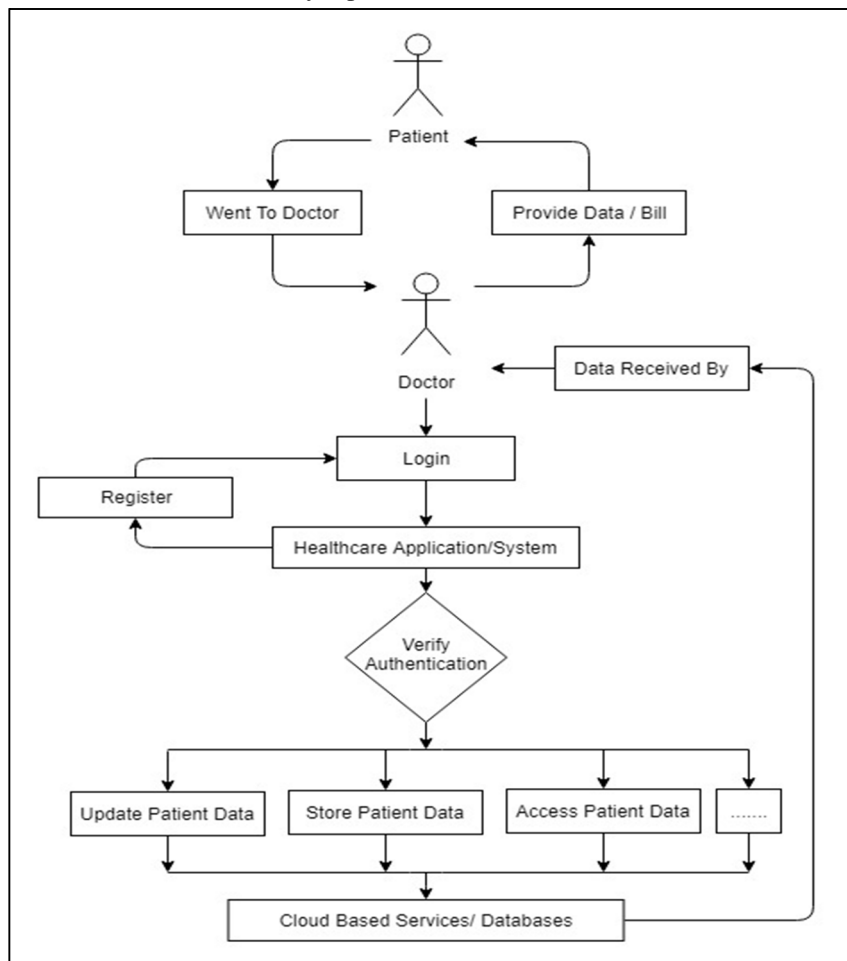 Patient
Went To Doctor
Provide Data / Bill
Doctor
Data Received By
Login
Register
Healthcare Application/System
Verify
Authentication
Update Patient Data
Store Patient Data
Access Patient Data
.......
Cloud Based Services/ Databases